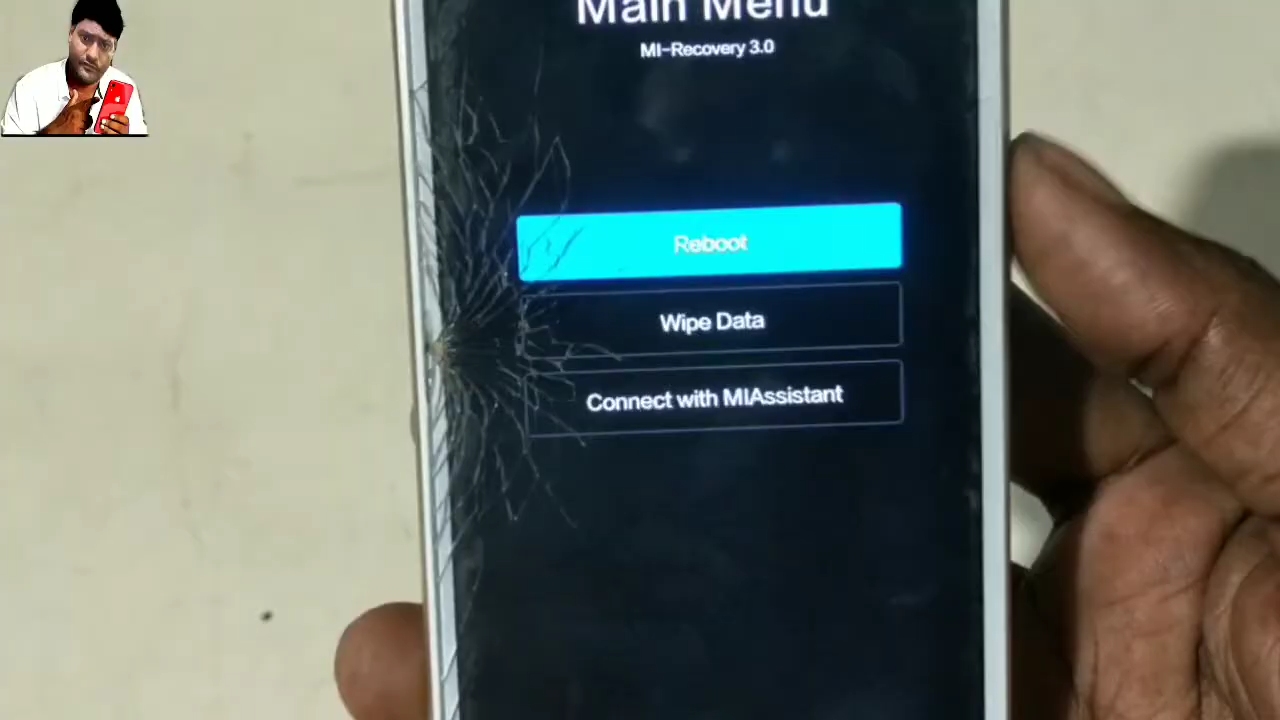 Main Menu
MI-Recovery 3.0
Reboot
Wipe Data
Connect with MIAssistant